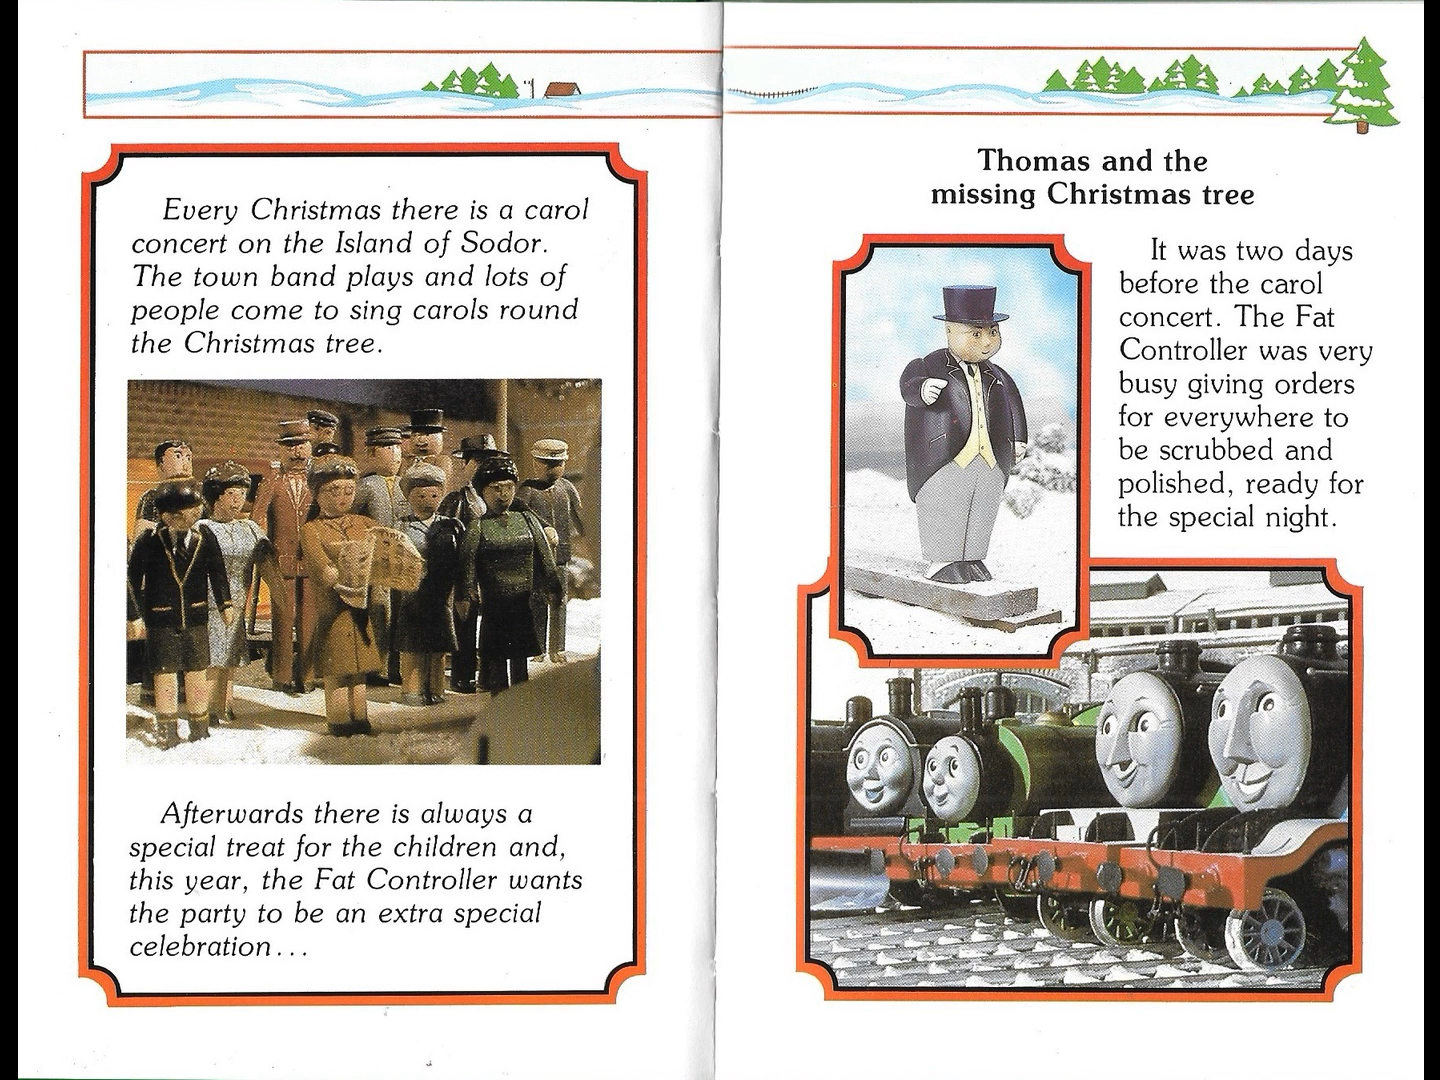 Every Christmas there is a carol
concert on the Island of Sodor.
The town band plays and lots of
people come to sing carols round
the Christmas tree.
Afterwards there is always a
special treat for the children and,
this year, the Fat Controller wants
the party to be an extra special
celebration...
Thomas and the
missing Christmas tree
It was two days
before the carol
concert. The Fat
Controller was very
busy giving orders
for everywhere to
be scrubbed and
polished, ready for
the special night.